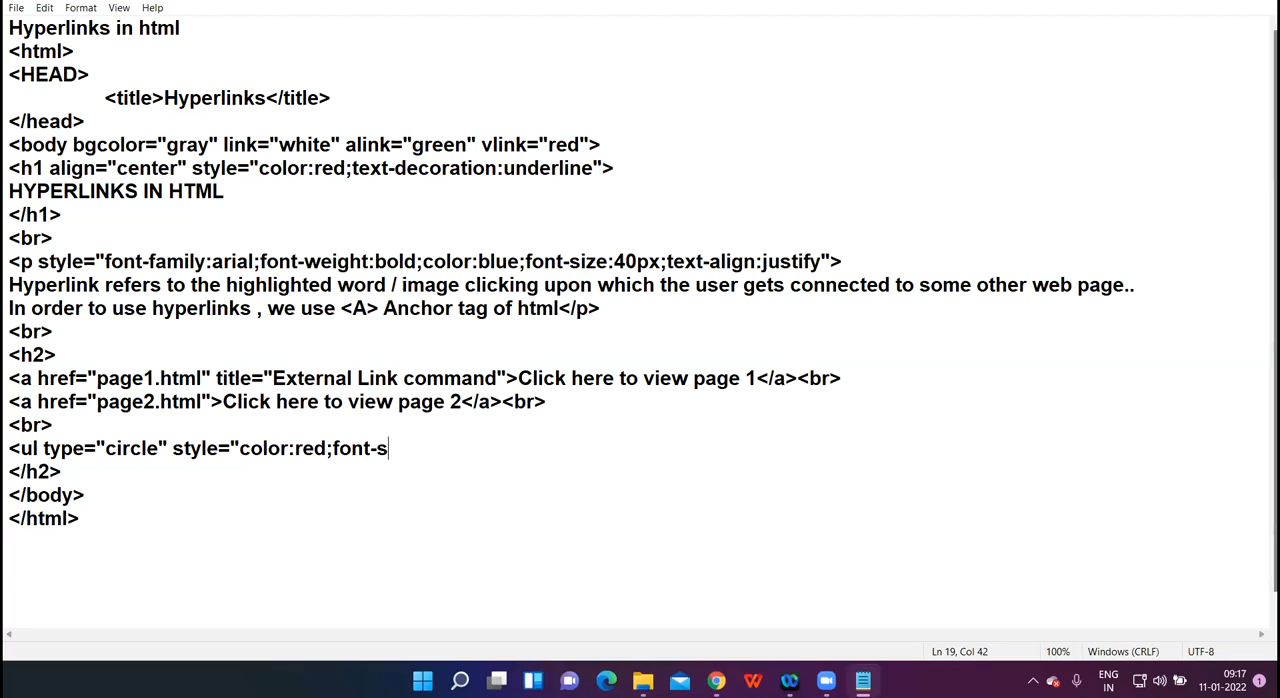 File Edit Format View Help
Hyperlinks in html
<html>
<HEAD>
<title>Hyperlinks</title>
</head>
<body bgcolor="gray" link="white" alink="green" vlink="red">
<h1 align="center" style="color:red;text-decoration:underline">
HYPERLINKS IN HTML
</h1>
<br>
<p style="font-family:arial;font-weight:bold;color:blue;font-size:40px;text-align:justify">
Hyperlink refers to the highlighted word / image clicking upon which the user gets connected to some other web page..
In order to use hyperlinks , we use <A> Anchor tag of html</p>
<br>
<h2>
<a href="page1.html" title="External Link command">Click here to view page 1</a><br>
<a href="page2.html">Click here to view page 2</a><br>
<br>
<ul type="circle" style="color:red;font-s
</h2>
</body>
</html>
Ln 19, Col 42 100% Windows (CRLF) UTF-8
ENG 09:17
IN 11-01-2022 1